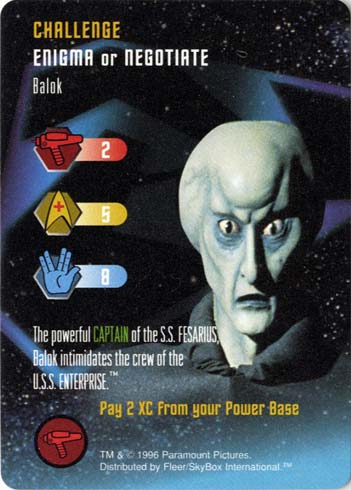 CHALLENGE
ENIGMA or NEGOTIATE
Balok
2
5
8
The powerful CAPTAIN of the S.S. FESARIUS,
Balok intimidates the crew of the
U.S.S. ENTERPRISE.™
Pay 2 XC from your Power Base
TM & © 1996 Paramount Pictures.
Distributed by Fleer/SkyBox International.™